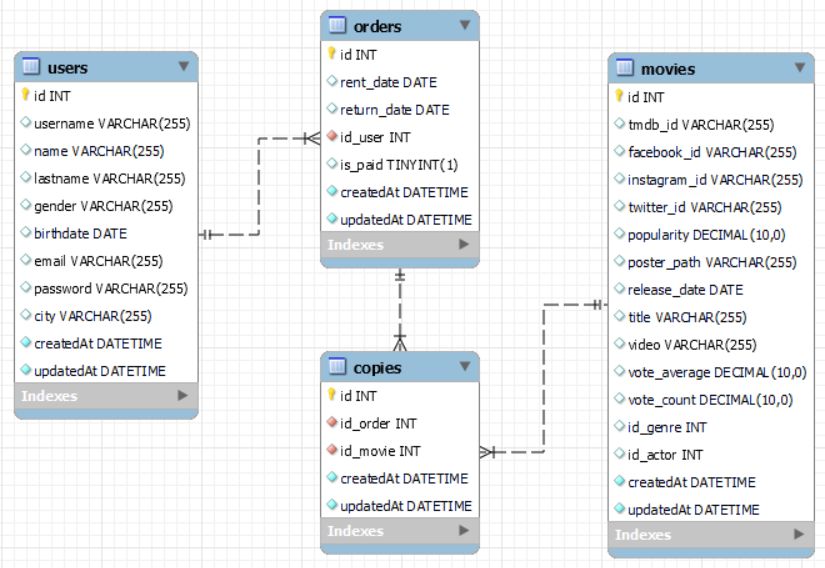 users
id INT
username VARCHAR(255)
name VARCHAR(255)
lastname VARCHAR(255)
gender VARCHAR(255)
birthdate DATE
email VARCHAR(255)
password VARCHAR(255)
city VARCHAR(255)
createdAt DATETIME
updatedAt DATETIME
Indexes
orders
id INT
rent_date DATE
return_date DATE
id_user INT
is_paid TINYINT(1)
createdAt DATETIME
updatedAt DATETIME
Indexes
copies
id INT
id_order INT
id_movie INT
createdAt DATETIME
updatedAt DATETIME
Indexes
movies
id INT
tmdb_id VARCHAR(255)
facebook_id VARCHAR(255)
instagram_id VARCHAR(255)
twitter_id VARCHAR(255)
popularity DECIMAL(10,0)
poster_path VARCHAR(255)
release_date DATE
title VARCHAR(255)
video VARCHAR(255)
vote_average DECIMAL(10,0)
vote_count DECIMAL(10,0)
id_genre INT
id_actor INT
createdAt DATETIME
updatedAt DATETIME
Indexes